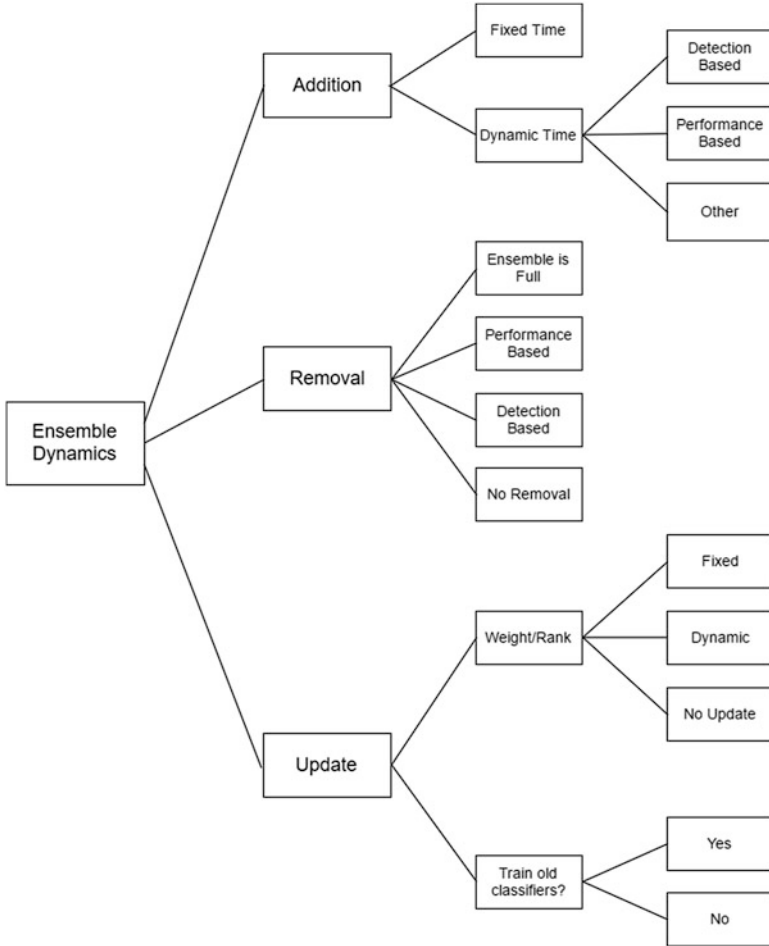 Fixed Time
Addition
Detection
Based
Dynamic Time
Performance
Based
Other
Ensemble is
Full
Performance
Based
Removal
Detection
Based
No Removal
Ensemble
Dynamics
Fixed
Weight/Rank
Dynamic
No Update
Update
Yes
Train old
classifiers?
No